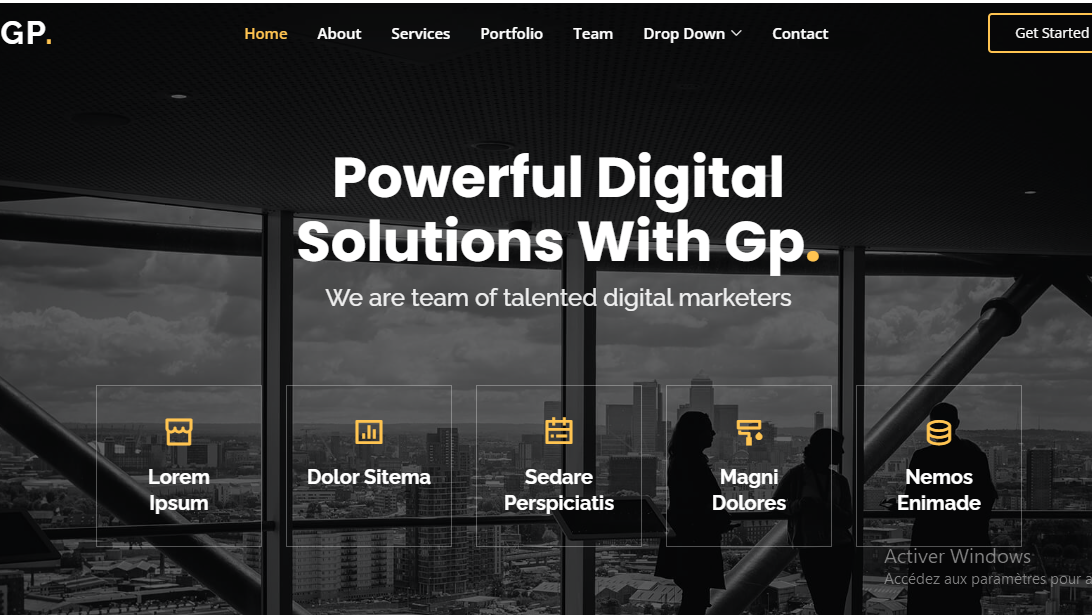 GP.
Home About Services Portfolio Team Drop Down Contact
Get Started
Powerful Digital
Solutions With Gp.
We are team of talented digital marketers
Lorem
Ipsum
Dolor Sitema
Sedare
Perspiciatis
Magni
Dolores
Nemos
Enimade
Activer Windows
Accédez aux paramètres pour